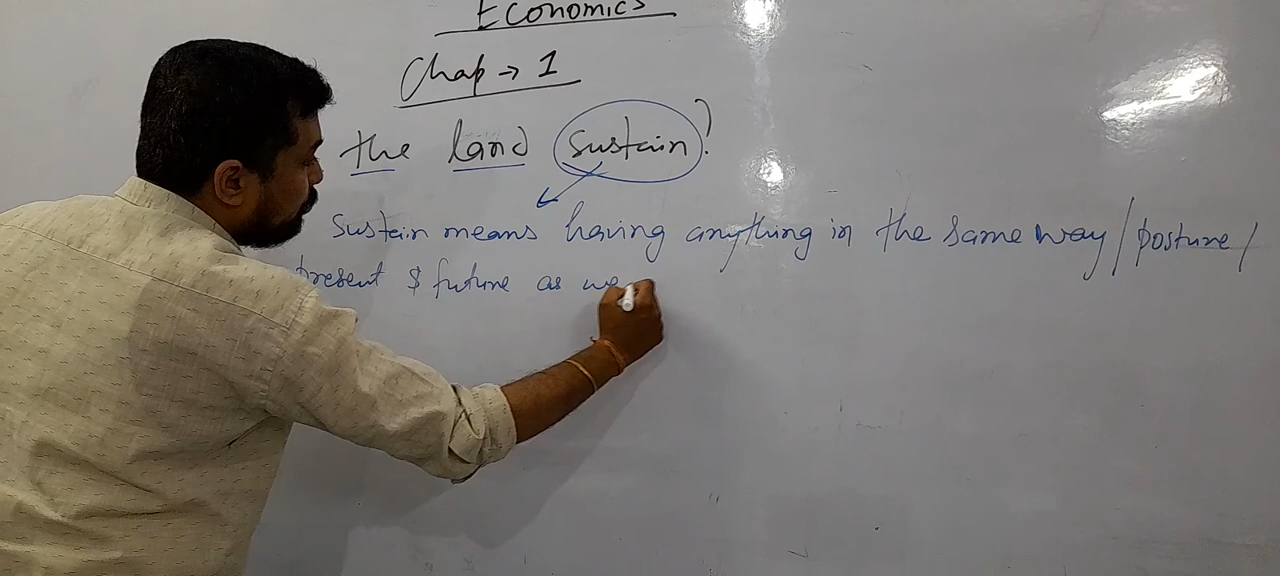 Economics
Chap → 1
the land sustain?
Sustain means having anything in the same way / posture /
present & future as we